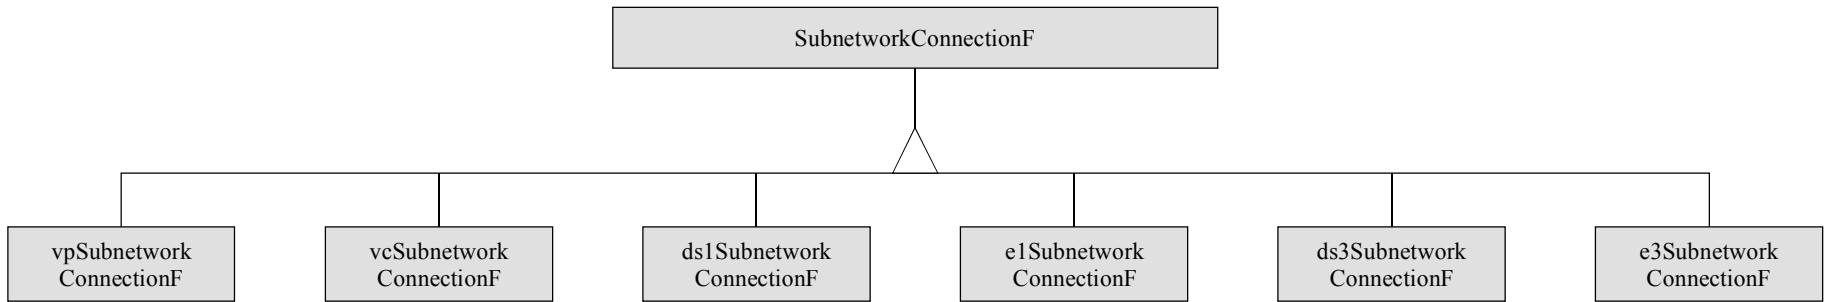 SubnetworkConnectionF
vpSubnetwork
ConnectionF
vcSubnetwork
ConnectionF
ds1Subnetwork
ConnectionF
e1Subnetwork
ConnectionF
ds3Subnetwork
ConnectionF
e3Subnetwork
ConnectionF